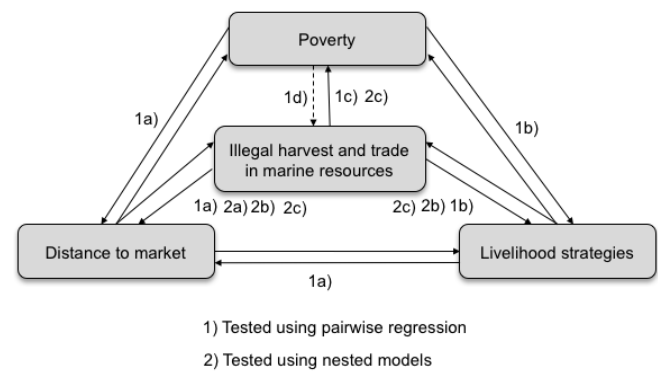 Poverty
1d)
1c) 2c)
1a)
1b)
Illegal harvest and trade
in marine resources
1a) 2a) 2b) 2c)
2c) 2b) 1b)
Distance to market
Livelihood strategies
1a)
1) Tested using pairwise regression
2) Tested using nested models